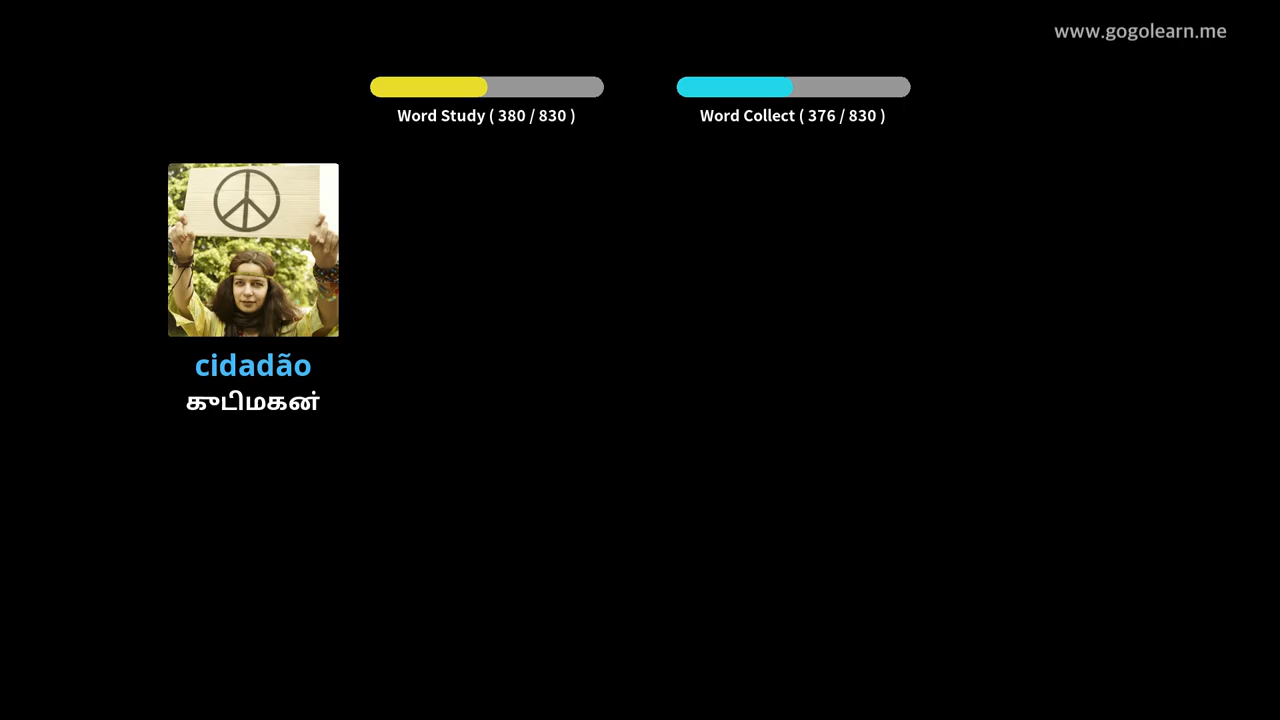 www.gogolearn.me
Word Study ( 380 / 830 )
Word Collect ( 376 / 830 )
cidadão
குடிமகன்